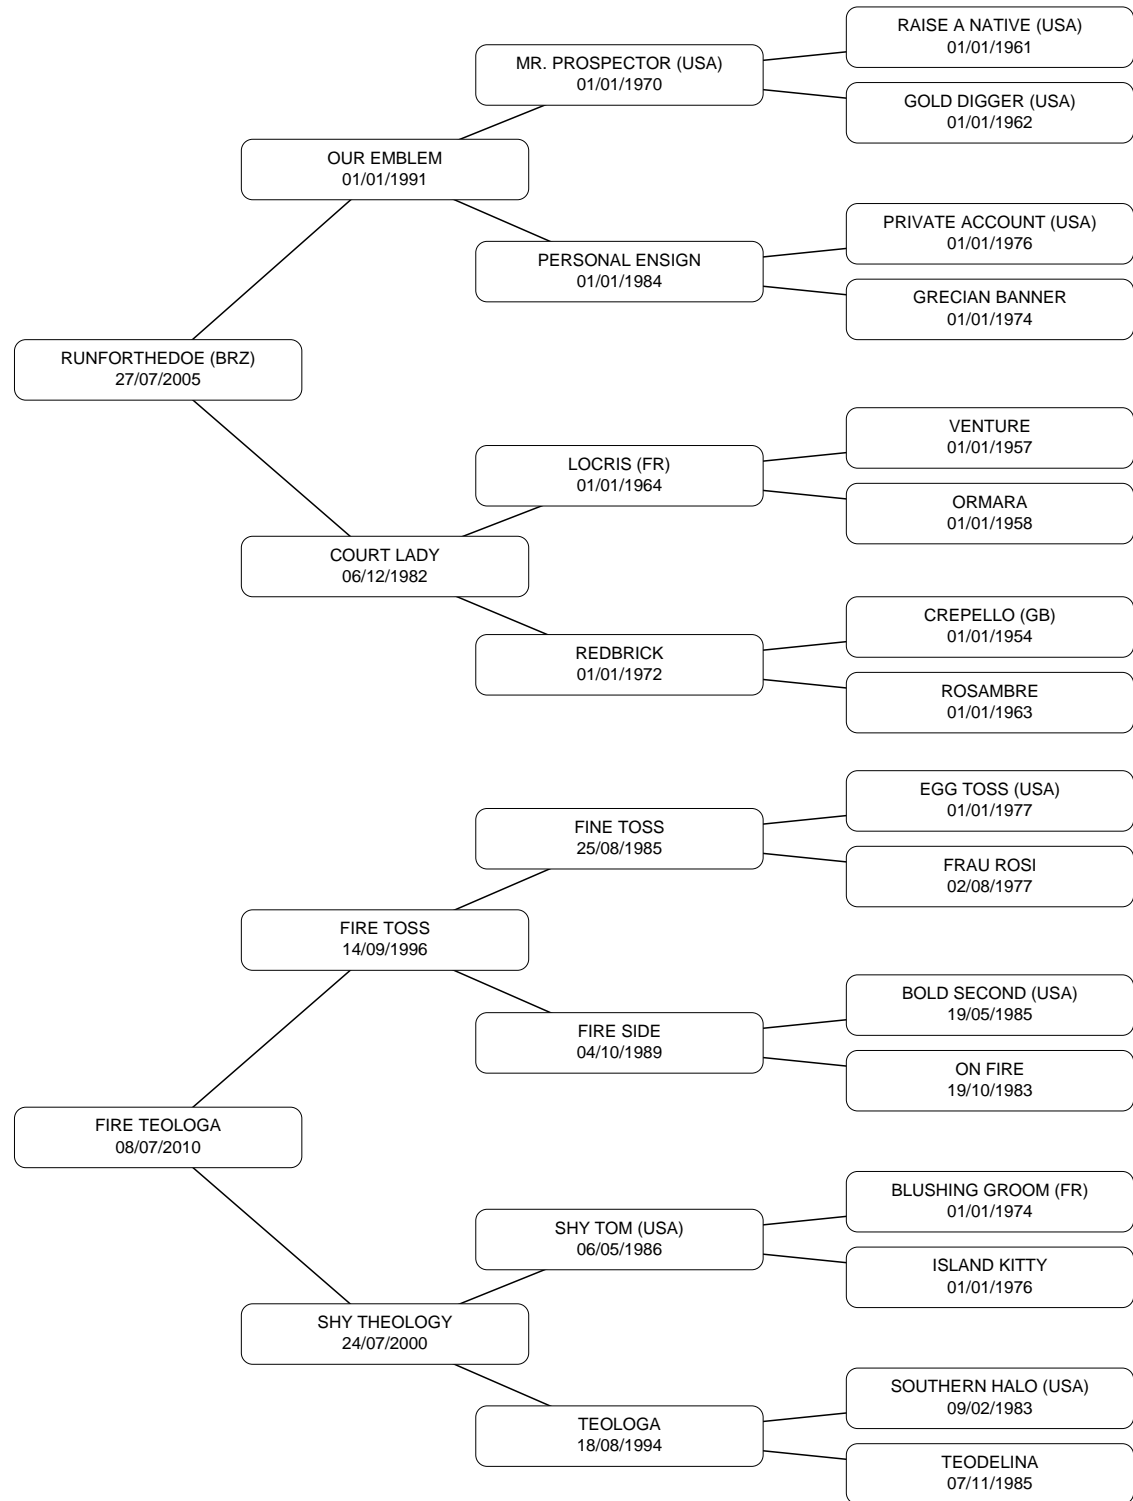 RAISE A NATIVE (USA)
01/01/1961
MR. PROSPECTOR (USA)
01/01/1970
GOLD DIGGER (USA)
01/01/1962
OUR EMBLEM
01/01/1991
PRIVATE ACCOUNT (USA)
01/01/1976
PERSONAL ENSIGN
01/01/1984
GRECIAN BANNER
01/01/1974
RUNFORTHEDOE (BRZ)
27/07/2005
VENTURE
01/01/1957
LOCRIS (FR)
01/01/1964
ORMARA
01/01/1958
COURT LADY
06/12/1982
CREPELLO (GB)
01/01/1954
REDBRICK
01/01/1972
ROSAMBRE
01/01/1963
EGG TOSS (USA)
01/01/1977
FINE TOSS
25/08/1985
FRAU ROSI
02/08/1977
FIRE TOSS
14/09/1996
BOLD SECOND (USA)
19/05/1985
FIRE SIDE
04/10/1989
ON FIRE
19/10/1983
FIRE TEOLOGA
08/07/2010
BLUSHING GROOM (FR)
01/01/1974
SHY TOM (USA)
06/05/1986
ISLAND KITTY
01/01/1976
SHY THEOLOGY
24/07/2000
SOUTHERN HALO (USA)
09/02/1983
TEOLOGA
18/08/1994
TEODELINA
07/11/1985